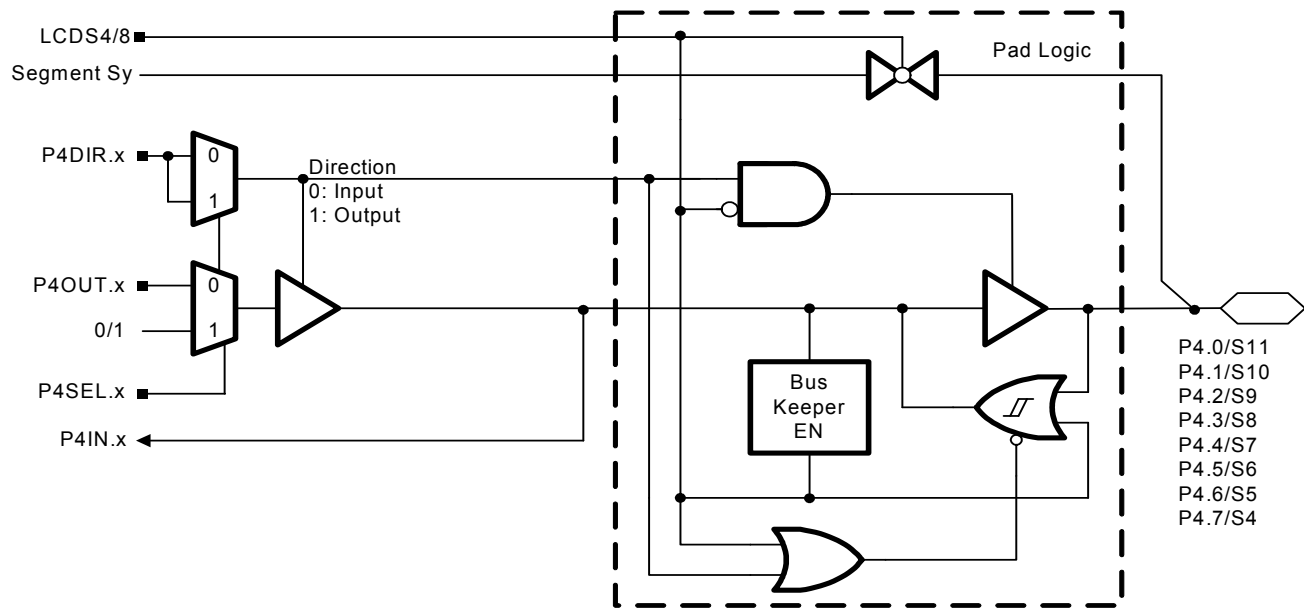 LCDS4/8
Pad Logic
Segment Sy
P4DIR.x
0
1
Direction
0: Input
1: Output
P4OUT.x
0
0/1
1
P4SEL.x
P4IN.x
Bus
Keeper
EN
P4.0/S11
P4.1/S10
P4.2/S9
P4.3/S8
P4.4/S7
P4.5/S6
P4.6/S5
P4.7/S4